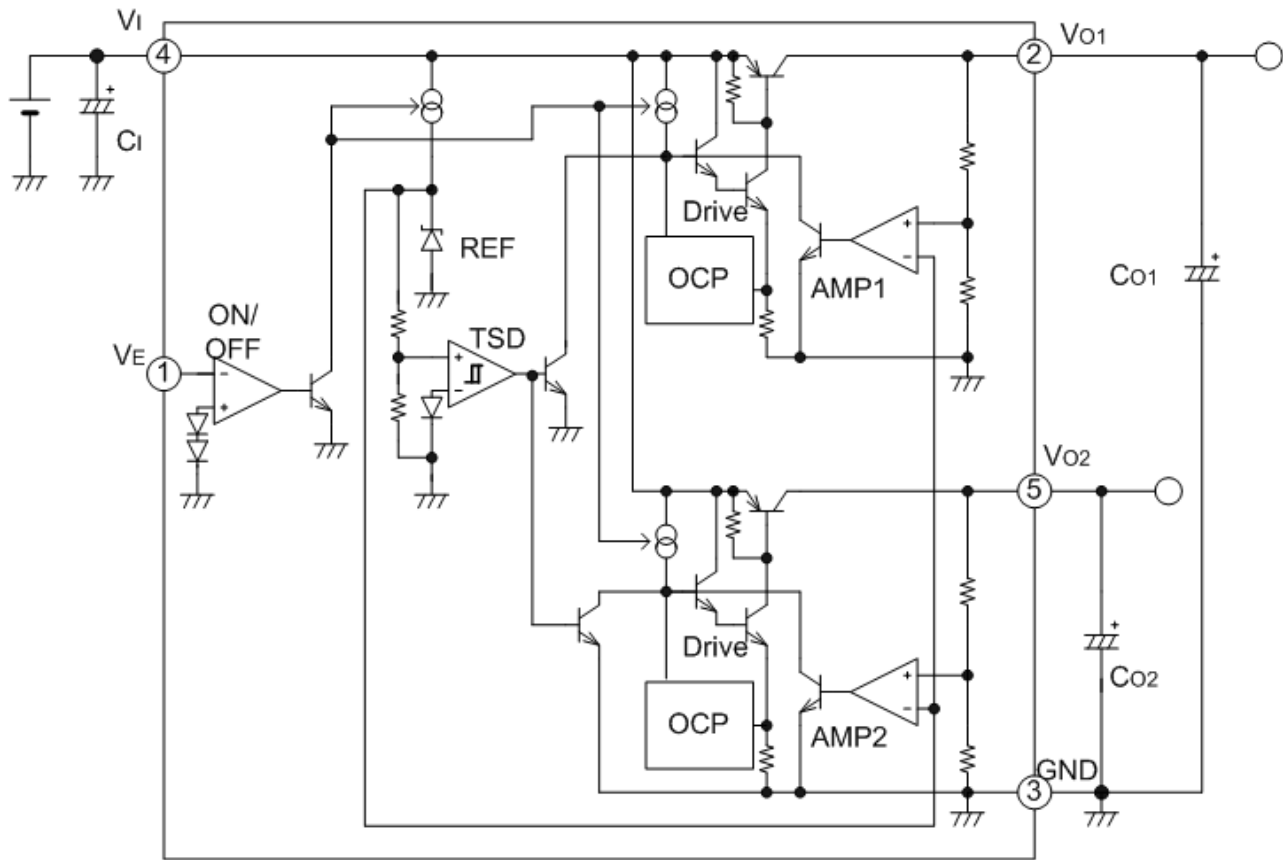 VI
4
2
VO1
+
CI
Drive
REF
OCP
AMP1
+
-
CO1
+
ON/
OFF
VE
1
-
+
TSD
+
-
VO2
5
Drive
OCP
AMP2
+
-
+
CO2
GND
3